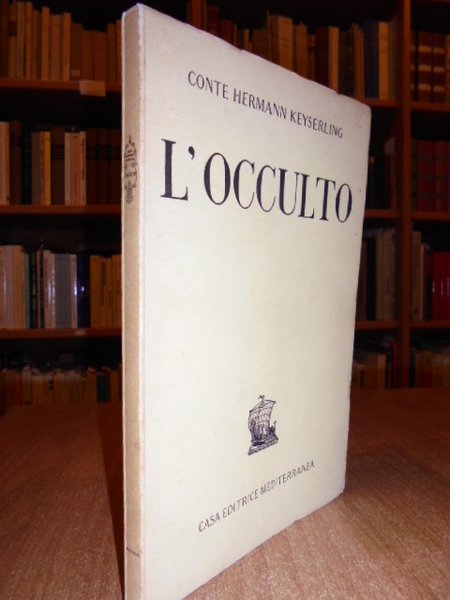 CONTE HERMANN KEYSERLING
L'OCCULTO
CASA EDITRICE MEDITERRANEA